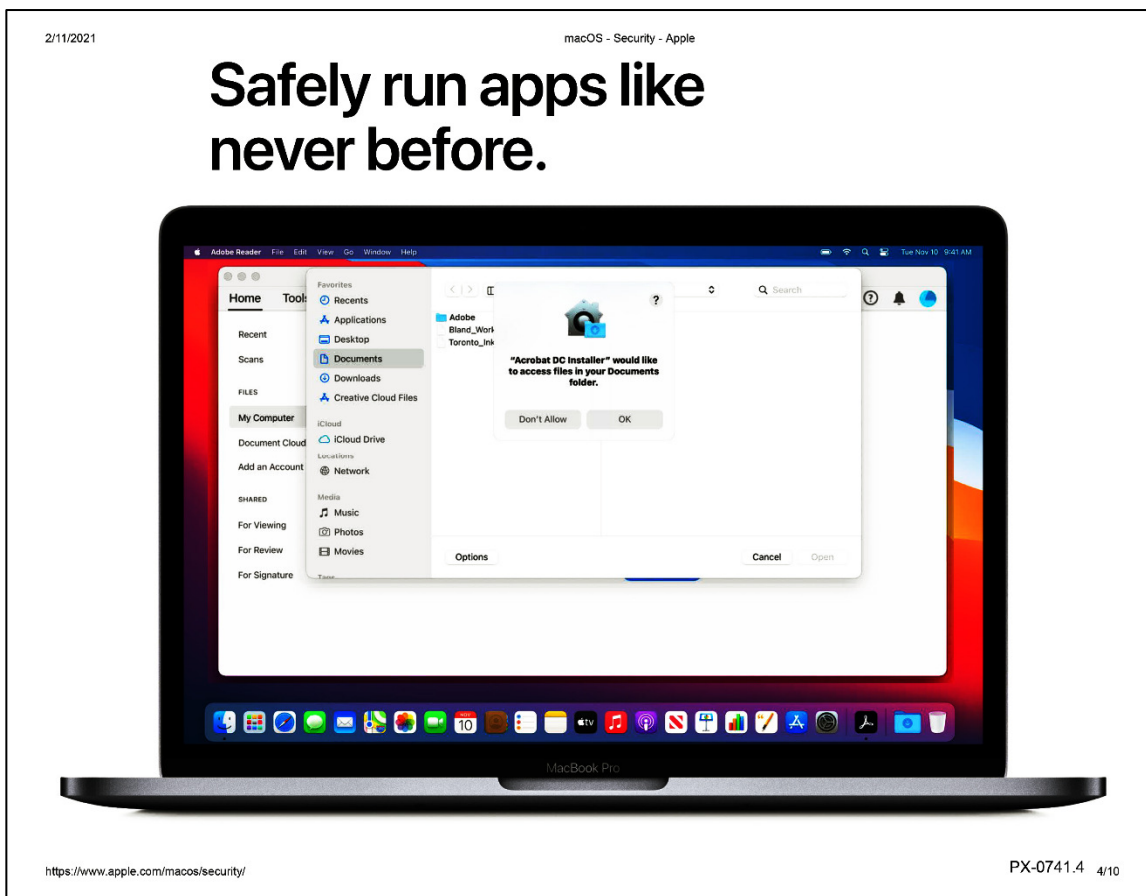 2/11/2021 macOS - Security - Apple
Safely run apps like
never before.
Adobe Reader File Edit View Go Window Help Tue Nov 10 9:41 AM
Home Tools
Recent
Scans
FILES
My Computer
Document Cloud
Add an Account
SHARED
For Viewing
For Review
For Signature
Favorites
Recents
Applications
Desktop
Documents
Downloads
Creative Cloud Files
iCloud
iCloud Drive
Locations
Network
Media
Music
Photos
Movies
Tags
Search
Adobe
Bland_Work
Toronto_Ink
?
"Acrobat DC Installer" would like
to access files in your Documents
folder.
Don't Allow OK
Options Cancel Open
NOV
10
tv
MacBook Pro
https://www.apple.com/macos/security/ PX-0741.4 4/10